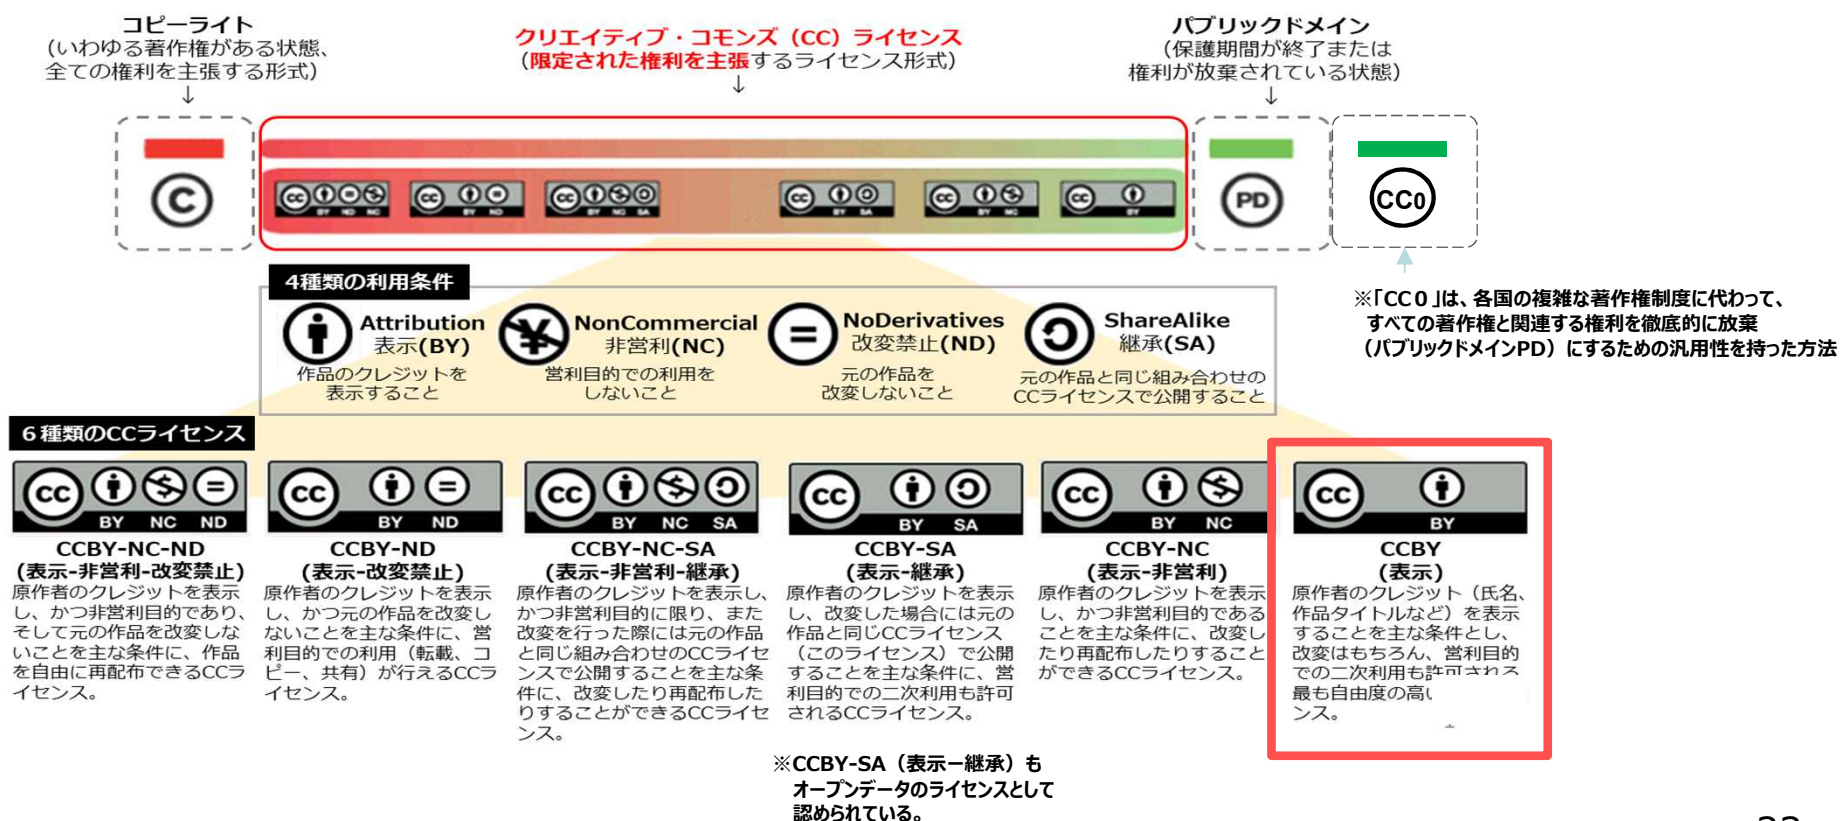 コピーライト
(いわゆる著作権がある状態、
全ての権利を主張する形式)
↓
クリエイティブ・コモンズ（CC）ライセンス
(限定された権利を主張するライセンス形式)
↓
パブリックドメイン
(保護期間が終了または
権利が放棄されている状態)
↓
C
cc BY ND NC
cc BY ND
cc BY NC SA
cc BY SA
cc BY NC
cc BY
PD
CC0
※「CC０」は、各国の複雑な著作権制度に代わって、
すべての著作権と関連する権利を徹底的に放棄
（パブリックドメインPD）にするための汎用性を持った方法
4種類の利用条件
Attribution
表示(BY)
作品のクレジットを
表示すること
NonCommercial
非営利(NC)
営利目的での利用を
しないこと
NoDerivatives
改変禁止(ND)
元の作品を
改変しないこと
ShareAlike
継承(SA)
元の作品と同じ組み合わせの
CCライセンスで公開すること
６種類のCCライセンス
cc BY NC ND
CCBY-NC-ND
(表示-非営利-改変禁止)
原作者のクレジットを表示
し、かつ非営利目的であり、
そして元の作品を改変しな
いことを主な条件に、作品
を自由に再配布できるCCラ
イセンス。
cc BY ND
CCBY-ND
(表示-改変禁止)
原作者のクレジットを表示
し、かつ元の作品を改変し
ないことを主な条件に、営
利目的での利用（転載、コ
ピー、共有）が行えるCCラ
イセンス。
cc BY NC SA
CCBY-NC-SA
(表示-非営利-継承)
原作者のクレジットを表示し、
かつ非営利目的に限り、また
改変を行った際には元の作品
と同じ組み合わせのCCライセ
ンスで公開することを主な条
件に、改変したり再配布した
りすることができるCCライセ
ンス。
cc BY SA
CCBY-SA
(表示-継承)
原作者のクレジットを表示
し、改変した場合には元の
作品と同じCCライセンス
（このライセンス）で公開
することを主な条件に、営
利目的での二次利用も許可
されるCCライセンス。
※CCBY-SA（表示ー継承）も
オープンデータのライセンスとして
認められている。
cc BY NC
CCBY-NC
(表示-非営利)
原作者のクレジットを表示
し、かつ非営利目的である
ことを主な条件に、改変し
たり再配布したりすること
ができるCCライセンス。
cc BY
CCBY
(表示)
原作者のクレジット（氏名、
作品タイトルなど）を表示
することを主な条件とし、
改変はもちろん、営利目的
での二次利用も許可される
最も自由度の高い
ンス。